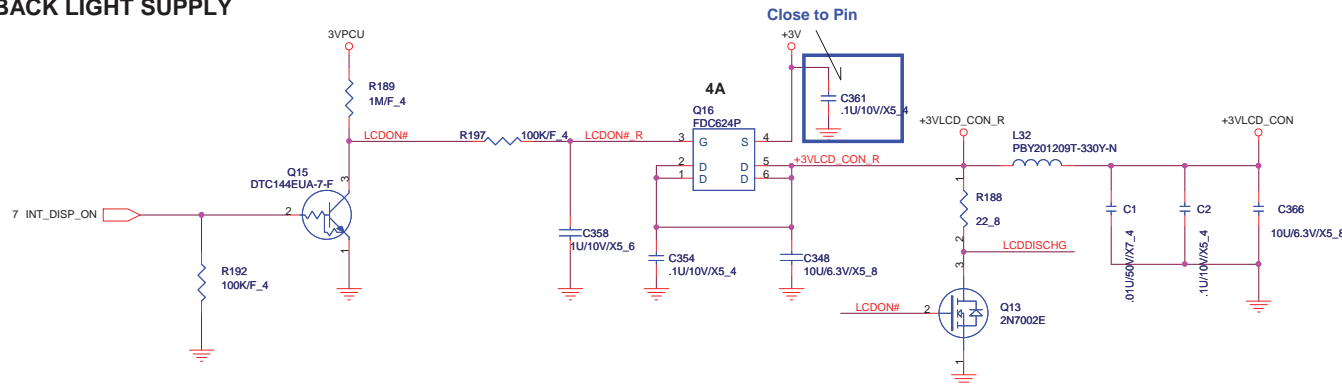 BACK LIGHT SUPPLY
Close to Pin
3VPCU
+3V
R189
1M/F_4
4A
Q16
FDC624P
C361
.1U/10V/X5_4
+3VLCD_CON_R
+3VLCD_CON
L32
PBY201209T-330Y-N
LCDON#
R197
100K/F_4
LCDON#_R
3
G
S
4
2
D
D
5
1
D
D
6
+3VLCD_CON_R
Q15
DTC144EUA-7-F
3
2
1
7 INT_DISP_ON
R192
100K/F_4
C358
1U/10V/X5_6
C354
.1U/10V/X5_4
C348
10U/6.3V/X5_8
1
R188
22_8
2
LCDDISCHG
C1
.01U/50V/X7_4
C2
.1U/10V/X5_4
C366
10U/6.3V/X5_8
LCDON#
3
2
1
Q13
2N7002E